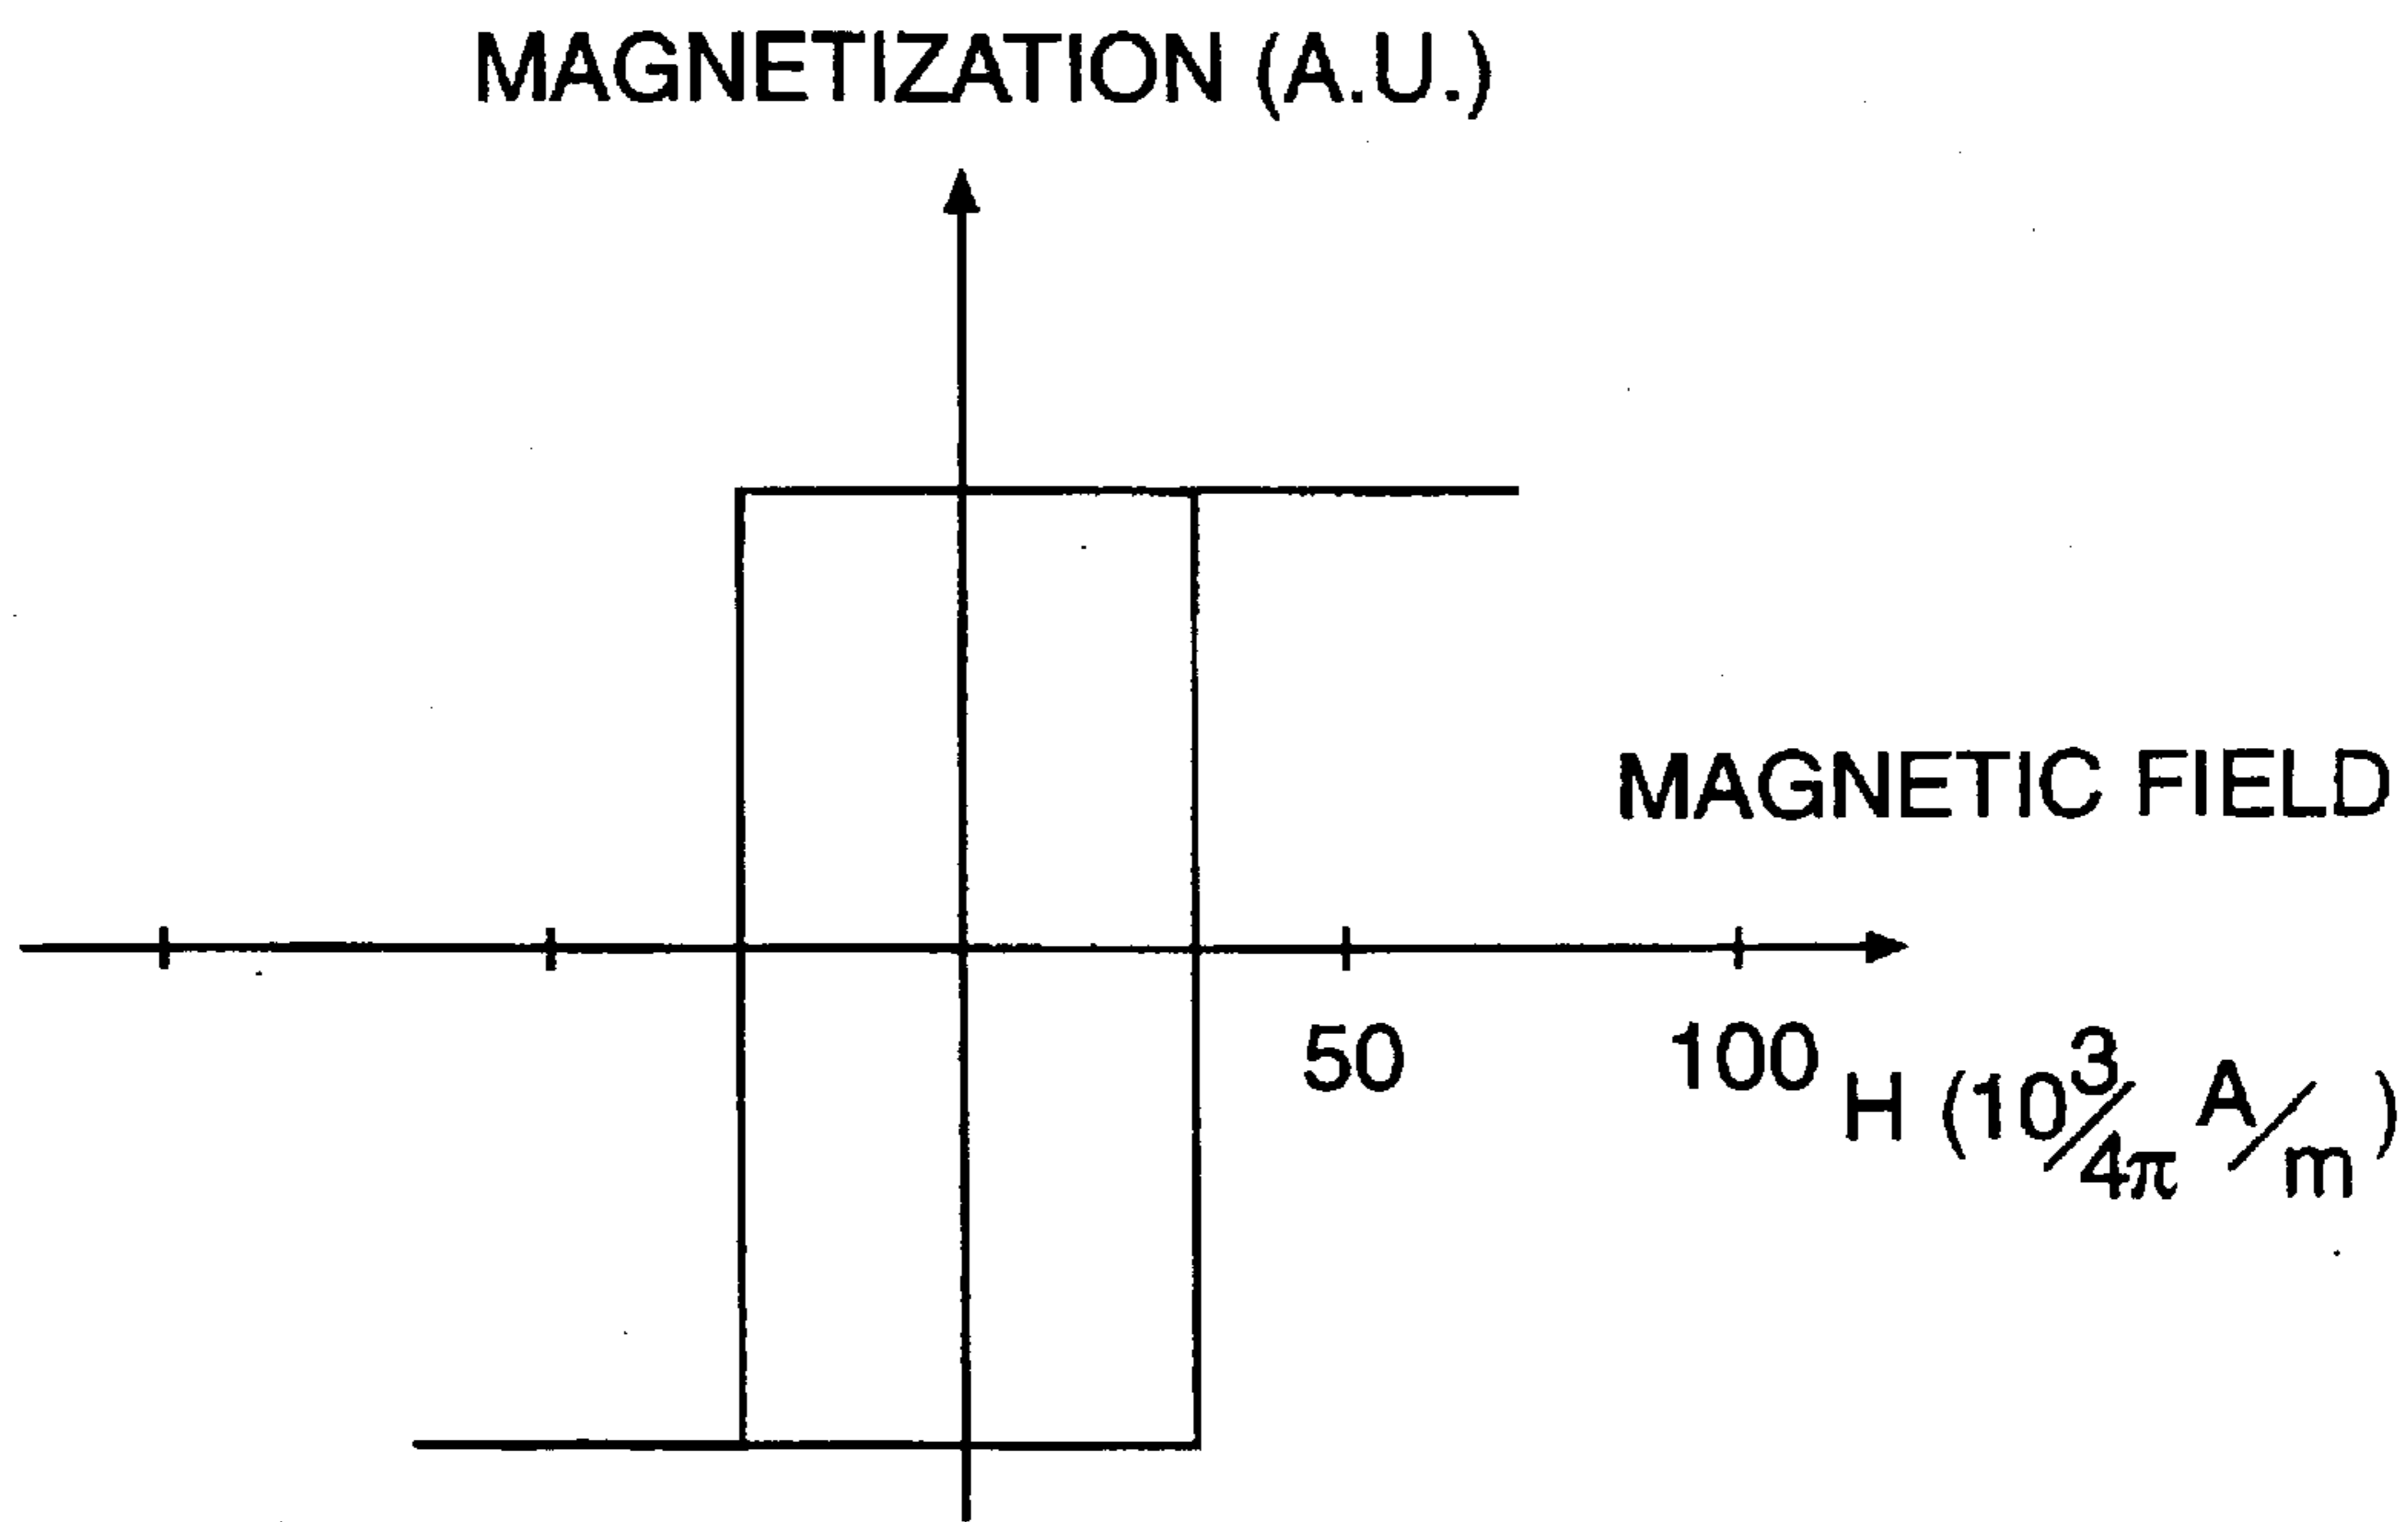 MAGNETIZATION (A.U.)
MAGNETIC FIELD
50
100
H (10³/4π A/m)